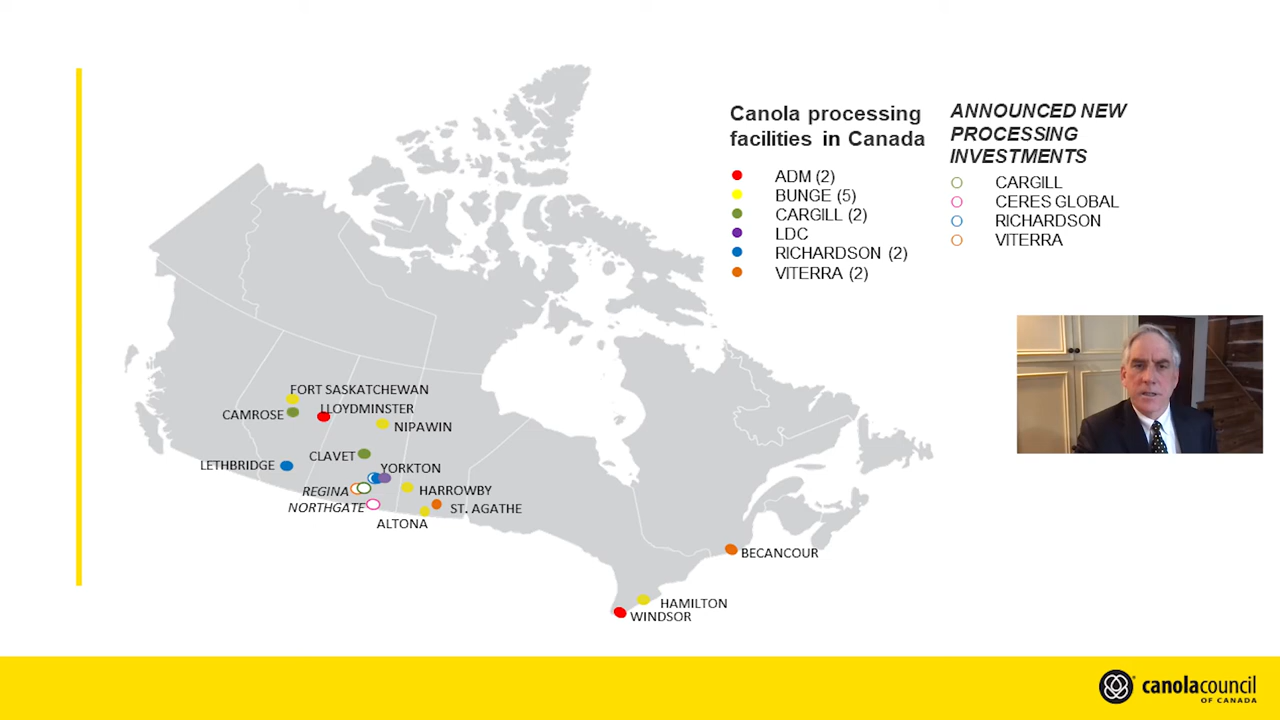 Canola processing
facilities in Canada
ADM (2)
BUNGE (5)
CARGILL (2)
LDC
RICHARDSON (2)
VITERRA (2)
ANNOUNCED NEW
PROCESSING
INVESTMENTS
CARGILL
CERES GLOBAL
RICHARDSON
VITERRA
FORT SASKATCHEWAN
LLOYDMINSTER
CAMROSE
NIPAWIN
CLAVET
LETHBRIDGE
YORKTON
REGINA
HARROWBY
NORTHGATE
ST. AGATHE
ALTONA
BECANCOUR
HAMILTON
WINDSOR
canolacouncil
OF CANADA